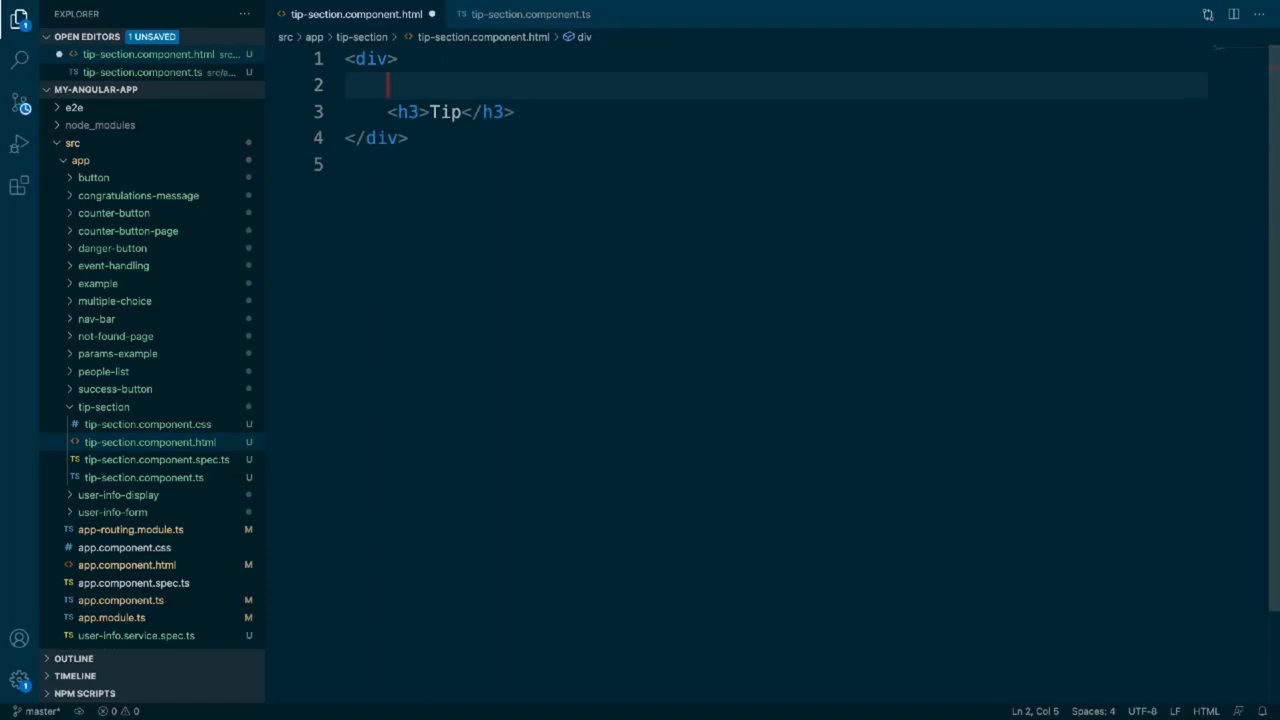 EXPLORER
tip-section.component.html
tip-section.component.ts
OPEN EDITORS 1 UNSAVED
src > app > tip-section > tip-section.component.html > div
tip-section.component.html src... U
tip-section.component.ts src/a... U
MY-ANGULAR-APP
e2e
node_modules
src
app
button
congratulations-message
counter-button
counter-button-page
danger-button
event-handling
example
multiple-choice
nav-bar
not-found-page
params-example
people-list
success-button
tip-section
tip-section.component.css U
tip-section.component.html U
tip-section.component.spec.ts U
tip-section.component.ts U
user-info-display
user-info-form
app-routing.module.ts M
app.component.css
app.component.html M
app.component.spec.ts
app.component.ts M
app.module.ts M
user-info.service.spec.ts U
OUTLINE
TIMELINE
NPM SCRIPTS
1 <div>
2
3 <h3>Tip</h3>
4 </div>
5
master* 0 0
Ln 2, Col 5 Spaces: 4 UTF-8 LF HTML